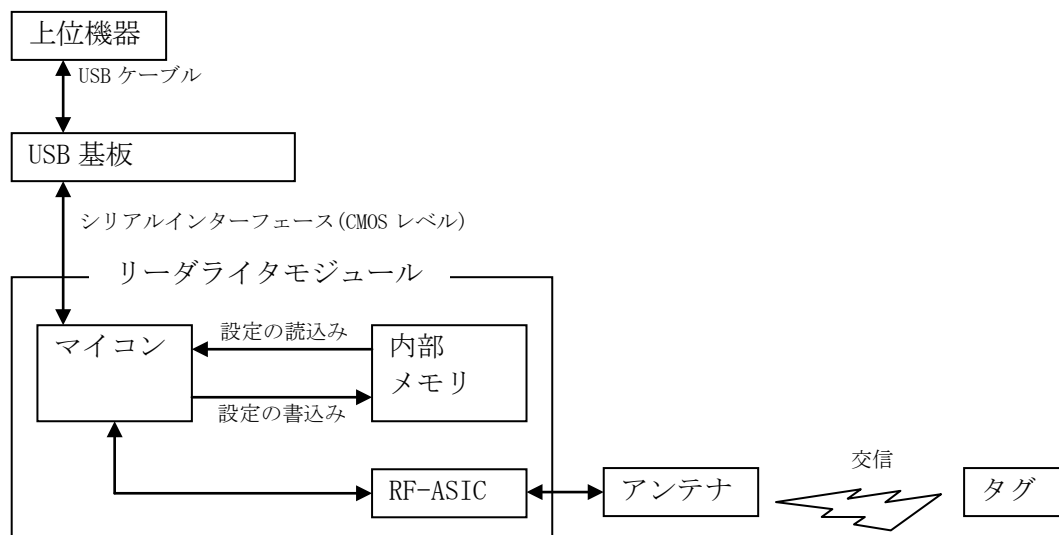 上位機器
USB ケーブル
USB 基板
シリアルインターフェース(CMOS レベル)
リーダライタモジュール
マイコン
設定の読込み
内部
メモリ
設定の書込み
RF-ASIC
アンテナ
交信
タグ